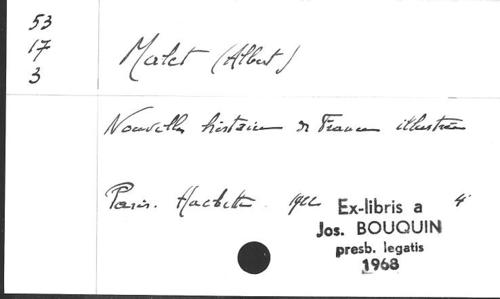 53
17
3
Malet (Albert)
Nouvelle histoire de France illustrée
Paris. Hachette. 1922 4°
Ex-libris a
Jos. BOUQUIN
presb. legatis
1968